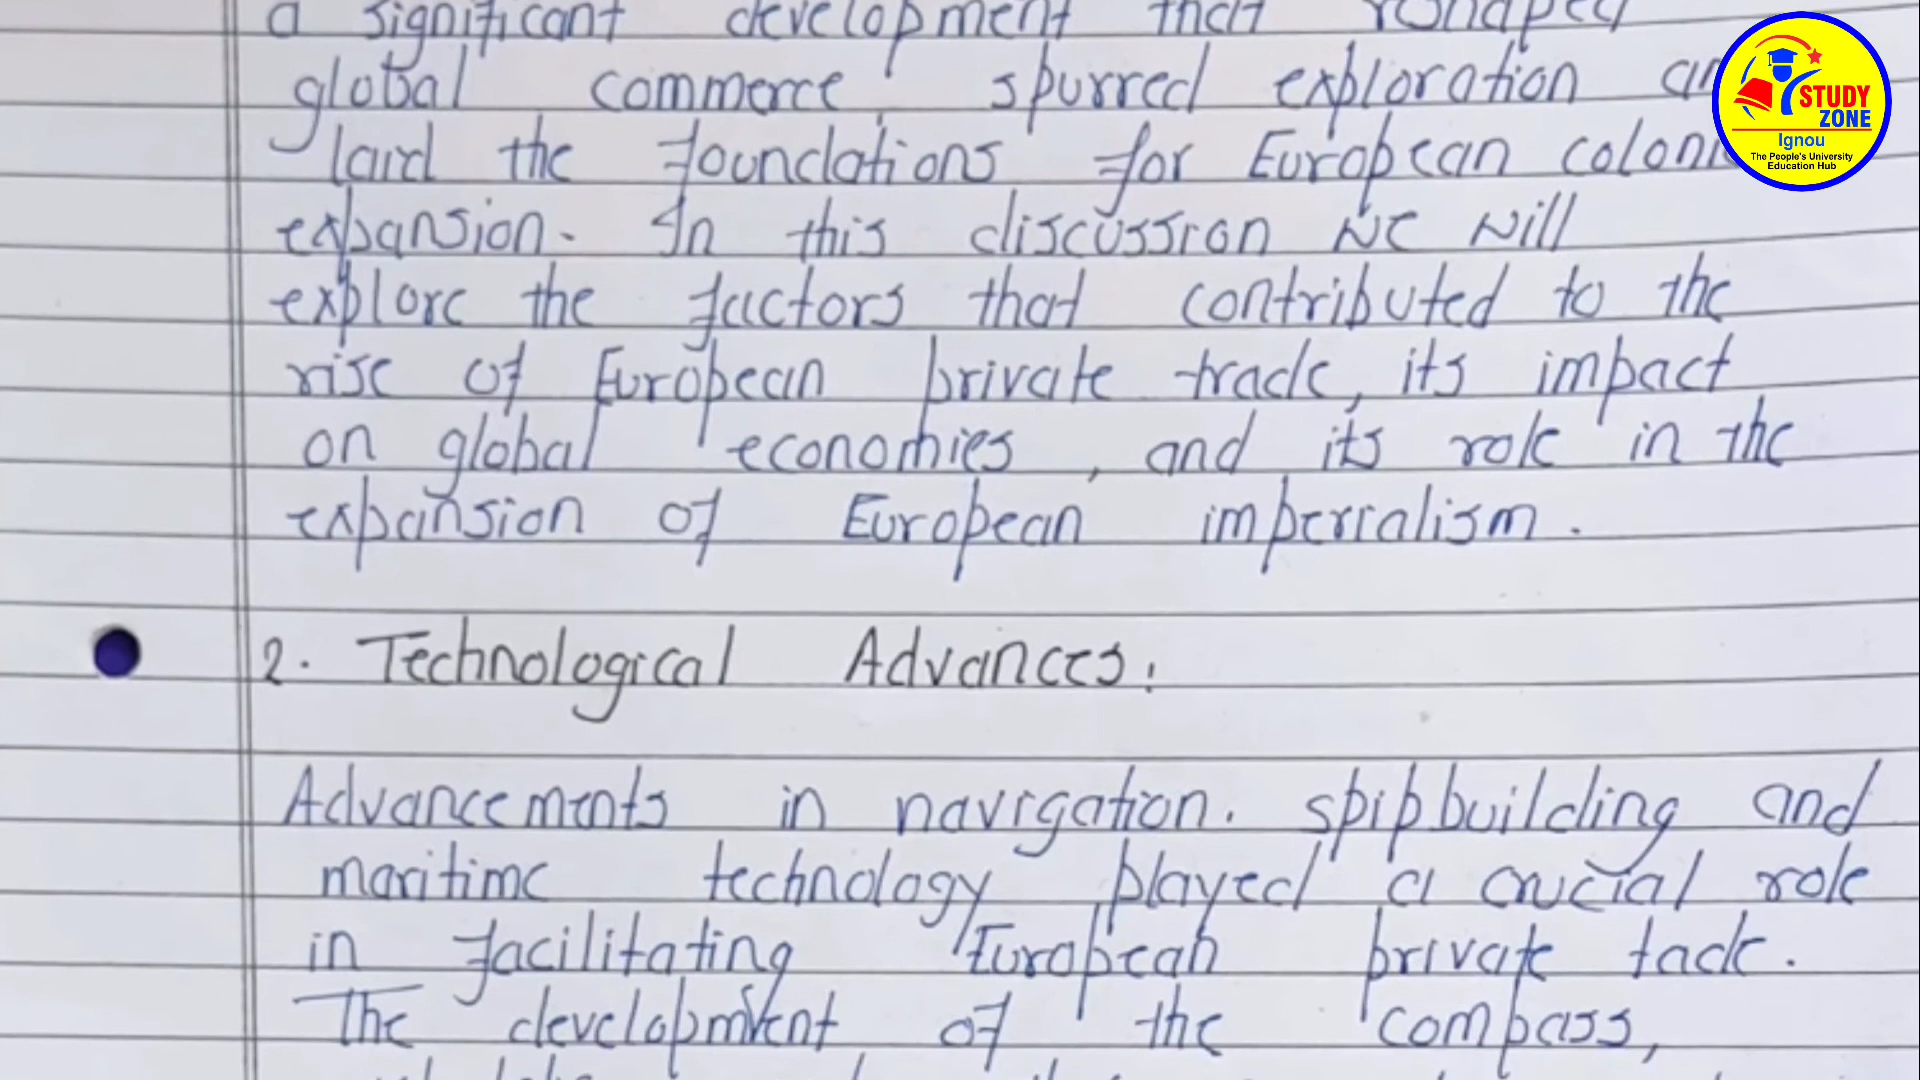 a significant development that reshaped
global commerce, spurred exploration an
laid the foundations for European coloni
expansion. In this discussion we will
explore the factors that contributed to the
rise of European private trade, its impact
on global economies, and its role in the
expansion of European imperialism.
2. Technological Advances:
Advancements in navigation. spipbuilding and
maritime technology played a crucial role
in facilitating European private tade.
The development of the compass,
STUDY
ZONE
Ignou
The People's University
Education Hub